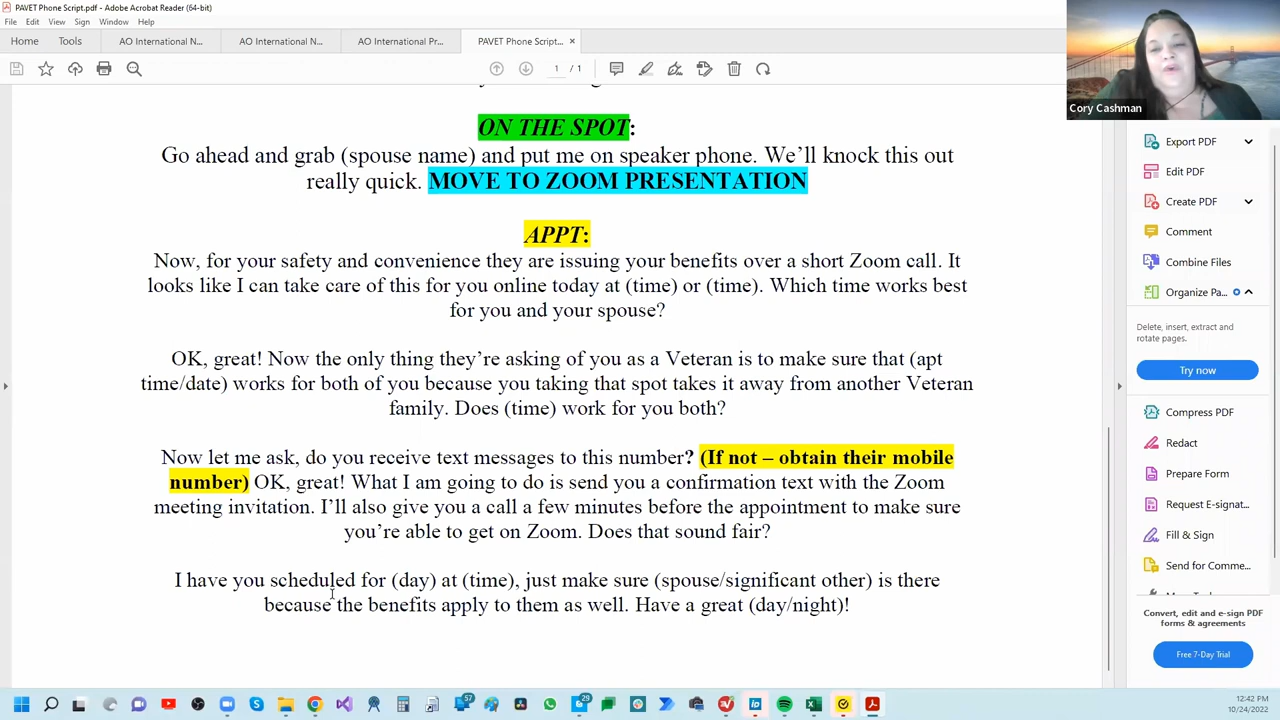 PAVET Phone Script.pdf - Adobe Acrobat Reader (64-bit)
File Edit View Sign Window Help
Home Tools AO International N... AO International N... AO International Pr... PAVET Phone Script... ×
1 / 1
Cory Cashman
ON THE SPOT:
Go ahead and grab (spouse name) and put me on speaker phone. We’ll knock this out
really quick. MOVE TO ZOOM PRESENTATION
APPT:
Now, for your safety and convenience they are issuing your benefits over a short Zoom call. It
looks like I can take care of this for you online today at (time) or (time). Which time works best
for you and your spouse?
OK, great! Now the only thing they’re asking of you as a Veteran is to make sure that (apt
time/date) works for both of you because you taking that spot takes it away from another Veteran
family. Does (time) work for you both?
Now let me ask, do you receive text messages to this number? (If not – obtain their mobile
number) OK, great! What I am going to do is send you a confirmation text with the Zoom
meeting invitation. I’ll also give you a call a few minutes before the appointment to make sure
you’re able to get on Zoom. Does that sound fair?
I have you scheduled for (day) at (time), just make sure (spouse/significant other) is there
because the benefits apply to them as well. Have a great (day/night)!
Export PDF
Edit PDF
Create PDF
Comment
Combine Files
Organize Pa...
Delete, insert, extract and
rotate pages.
Try now
Compress PDF
Redact
Prepare Form
Request E-signat...
Fill & Sign
Send for Comme...
Convert, edit and e-sign PDF
forms & agreements
Free 7-Day Trial
12:42 PM
10/24/2022